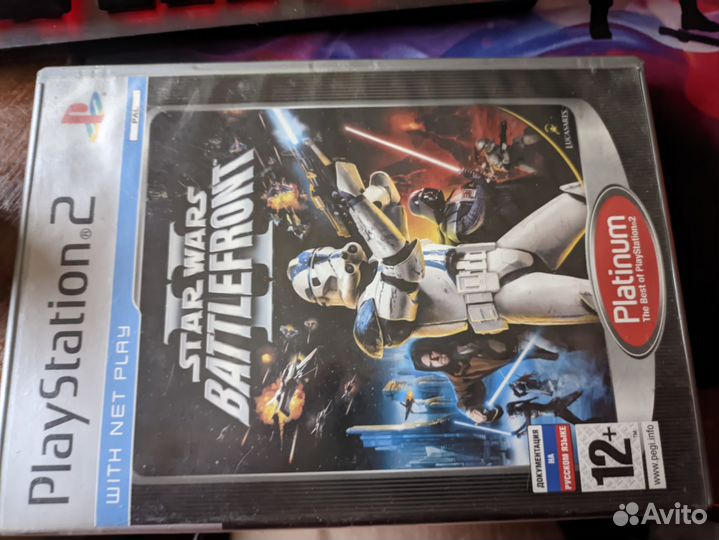 PlayStation®2
PAL
WITH NET PLAY
STAR WARS
BATTLEFRONT
II
LUCASARTS
Platinum
The Best of PlayStation®2
ДОКУМЕНТАЦИЯ
НА
РУССКОМ ЯЗЫКЕ
12+
TM
www.pegi.info
Avito